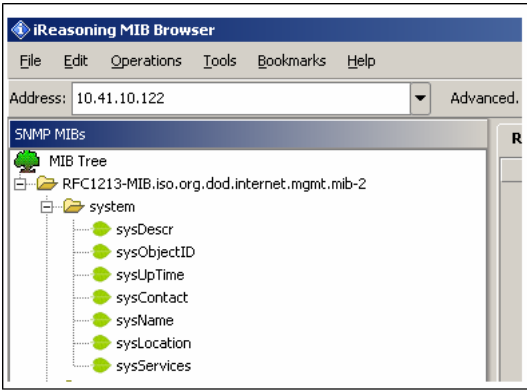 iReasoning MIB Browser
File Edit Operations Tools Bookmarks Help
Address: 10.41.10.122 Advanced.
SNMP MIBs
R
MIB Tree
RFC1213-MIB.iso.org.dod.internet.mgmt.mib-2
system
sysDescr
sysObjectID
sysUpTime
sysContact
sysName
sysLocation
sysServices